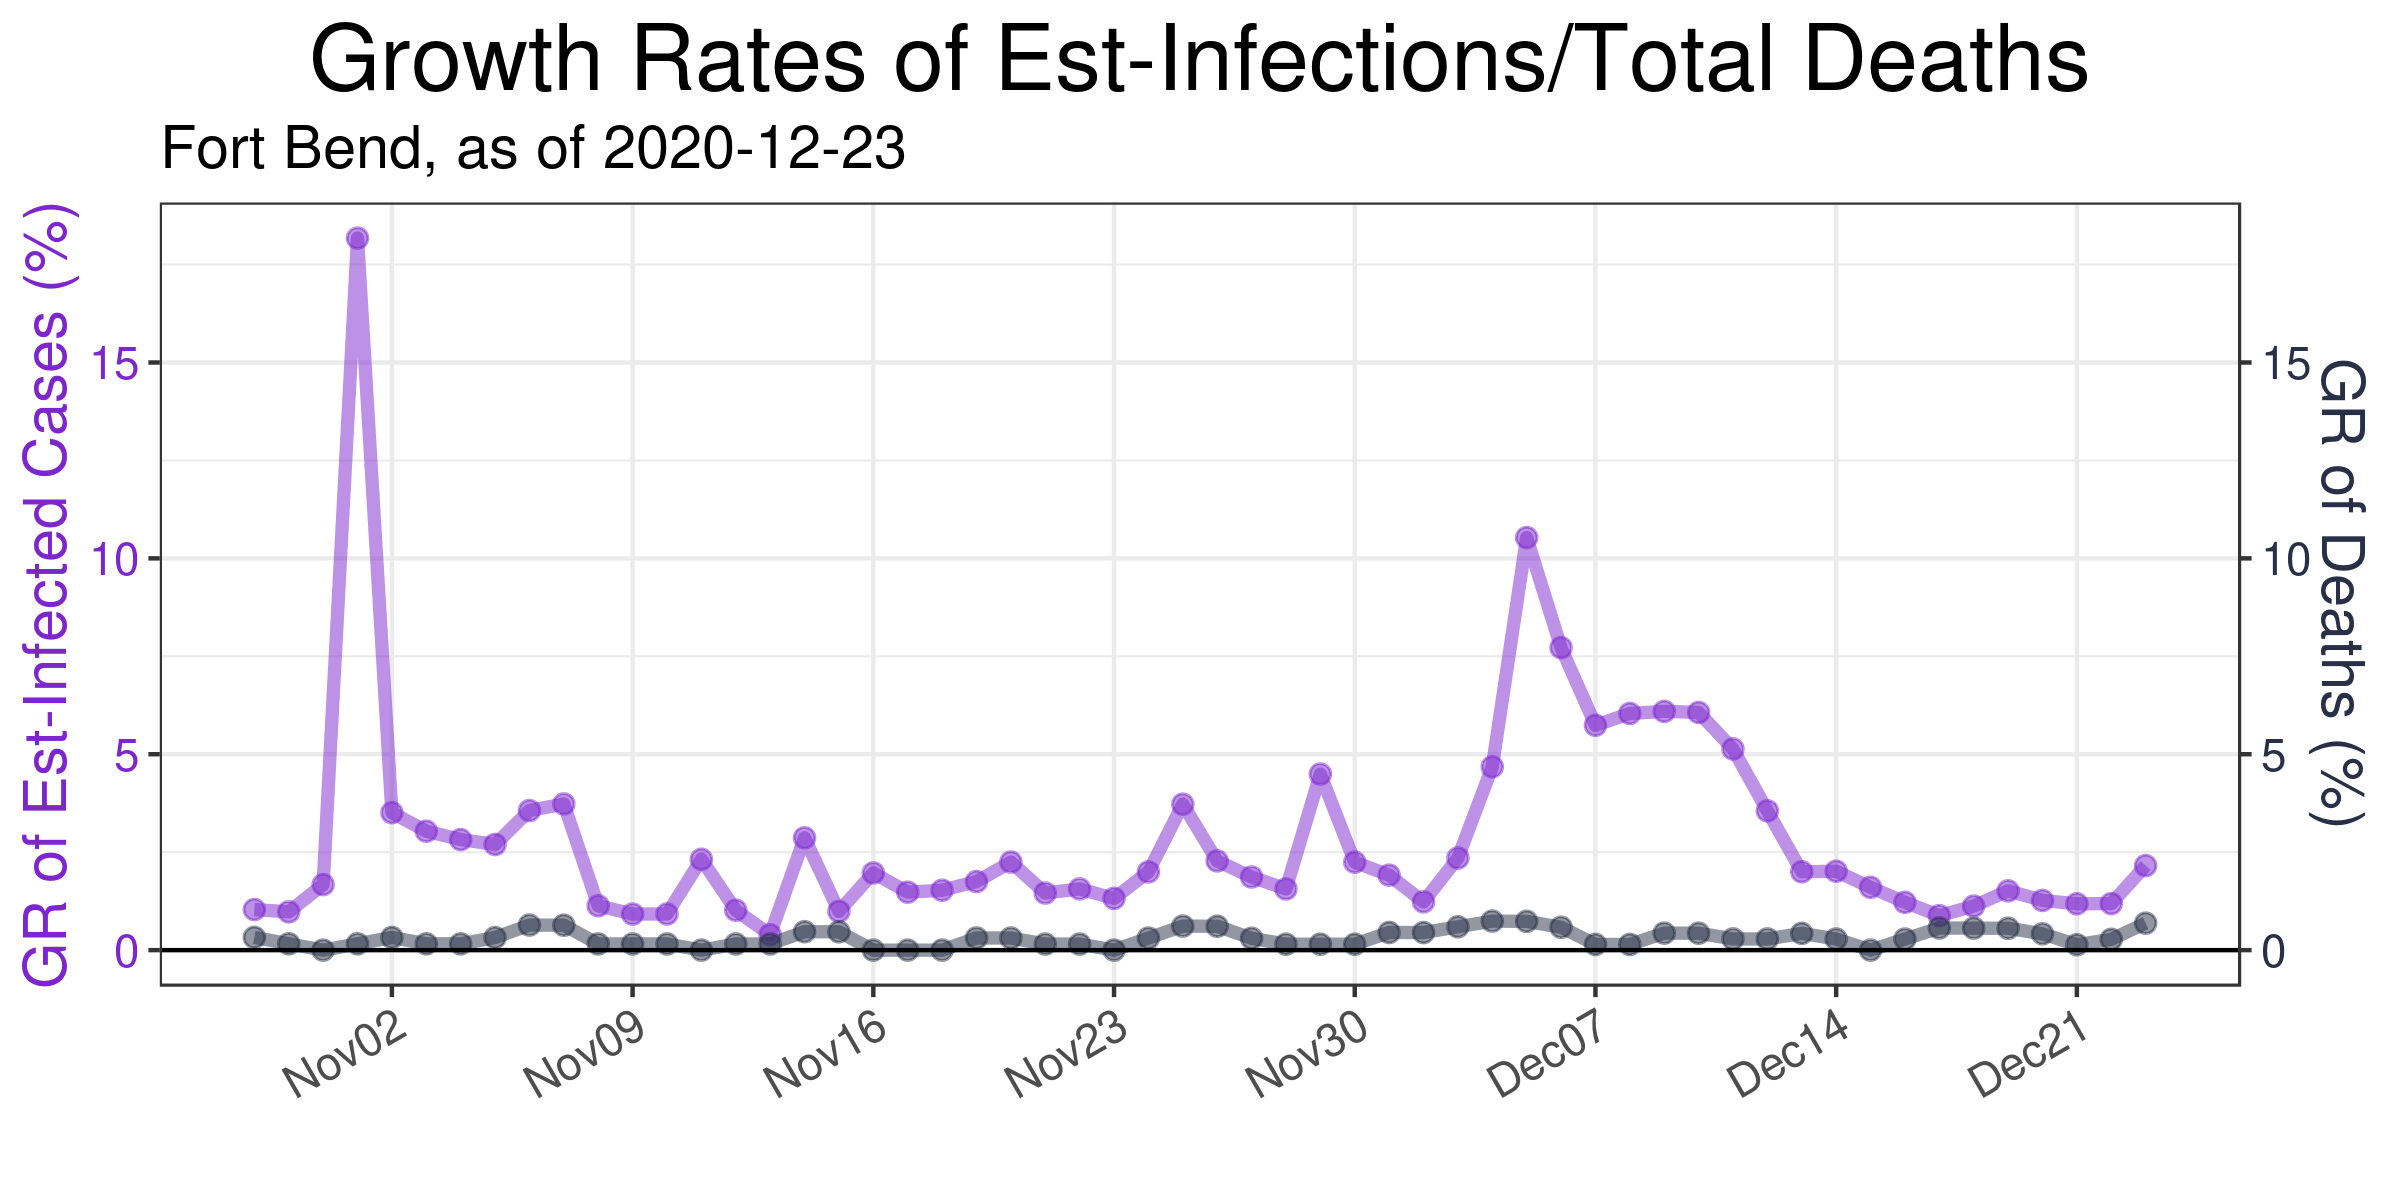 Growth Rates of Est-Infections/Total Deaths
Fort Bend, as of 2020-12-23
GR of Est-Infected Cases (%)
15
10
5
0
15
10
5
0
GR of Deaths (%)
Nov02
Nov09
Nov16
Nov23
Nov30
Dec07
Dec14
Dec21